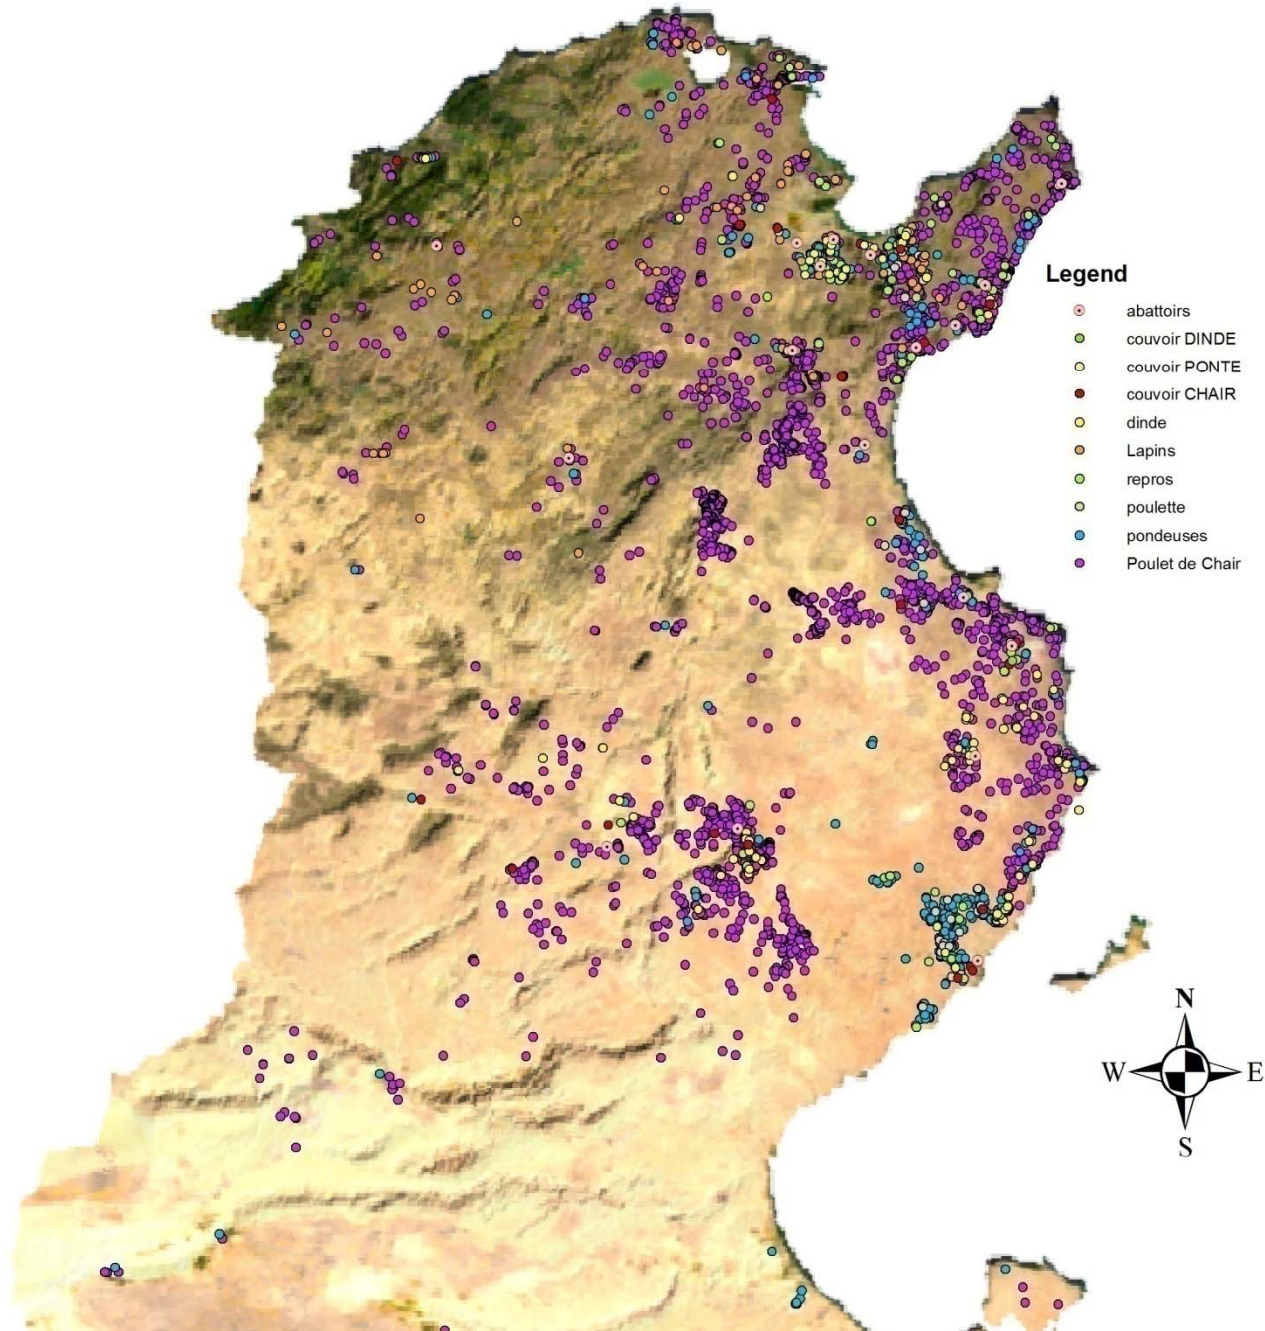 Legend
abattoirs
couvoir DINDE
couvoir PONTE
couvoir CHAIR
dinde
Lapins
repros
poulette
pondeuses
Poulet de Chair
N
W E
S